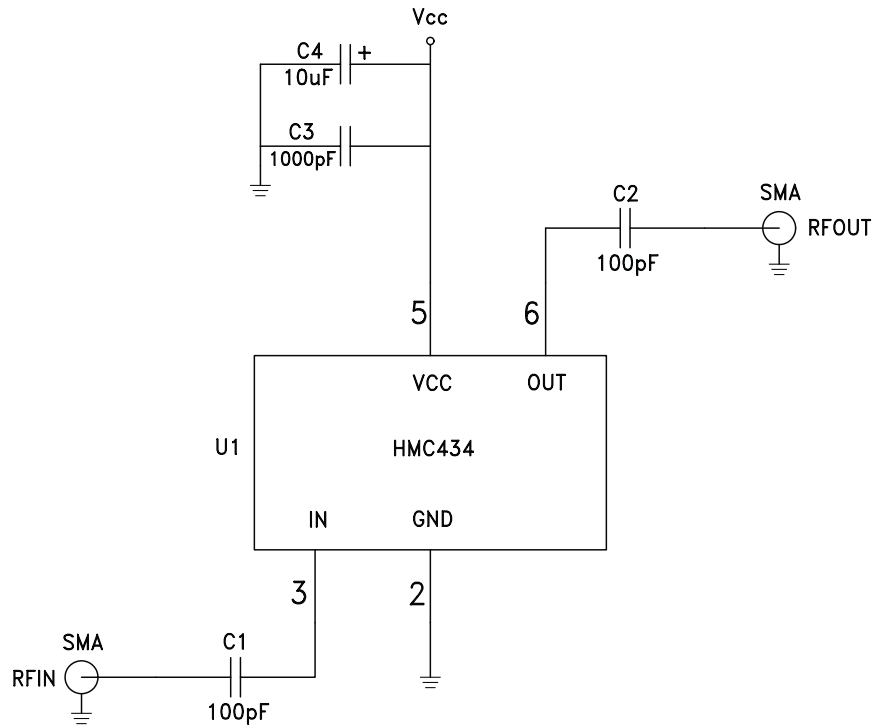 Vcc
C4
+
10uF
C3
1000pF
C2
100pF
SMA
RFOUT
5
6
VCC
OUT
U1
HMC434
IN
GND
3
2
SMA
RFIN
C1
100pF